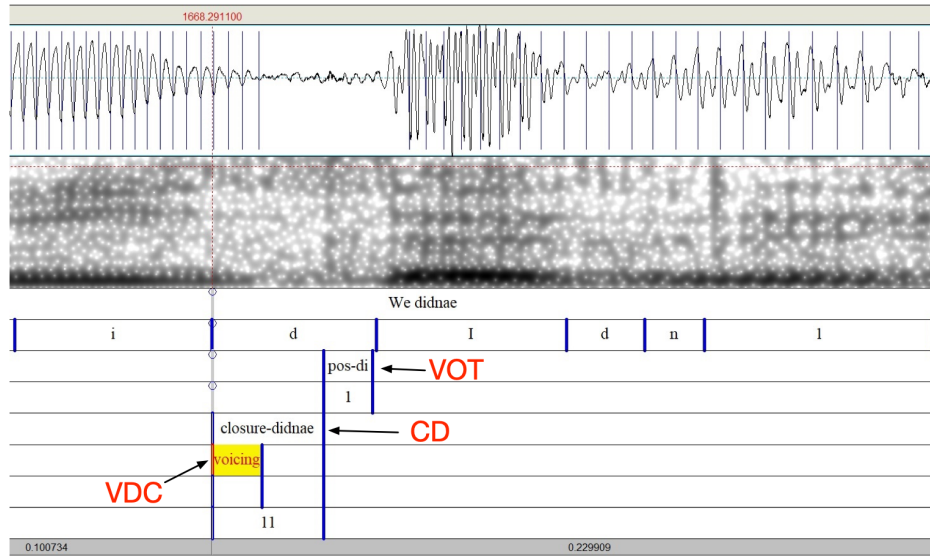 1668.291100
We didnae
i d I d n l
pos-di
VOT
1
closure-didnae
CD
voicing
VDC
11
0.100734 0.229909